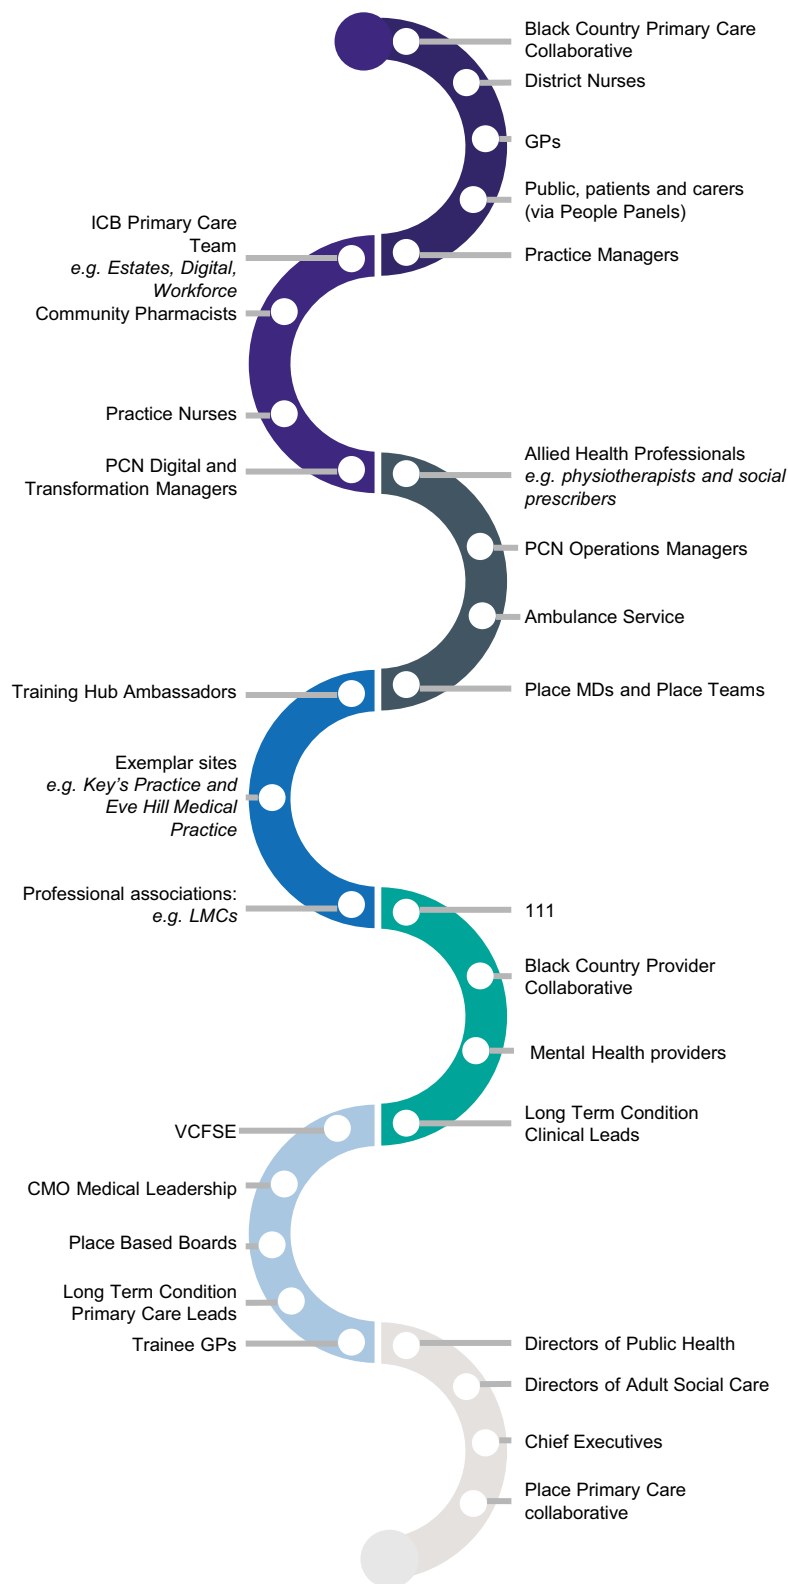 Black Country Primary Care
Collaborative
District Nurses
GPs
Public, patients and carers
(via People Panels)
Practice Managers
ICB Primary Care
Team
e.g. Estates, Digital,
Workforce
Community Pharmacists
Practice Nurses
PCN Digital and
Transformation Managers
Allied Health Professionals
e.g. physiotherapists and social
prescribers
PCN Operations Managers
Ambulance Service
Place MDs and Place Teams
Training Hub Ambassadors
Exemplar sites
e.g. Key's Practice and
Eve Hill Medical
Practice
Professional associations:
e.g. LMCs
111
Black Country Provider
Collaborative
Mental Health providers
Long Term Condition
Clinical Leads
VCFSE
CMO Medical Leadership
Place Based Boards
Long Term Condition
Primary Care Leads
Trainee GPs
Directors of Public Health
Directors of Adult Social Care
Chief Executives
Place Primary Care
collaborative